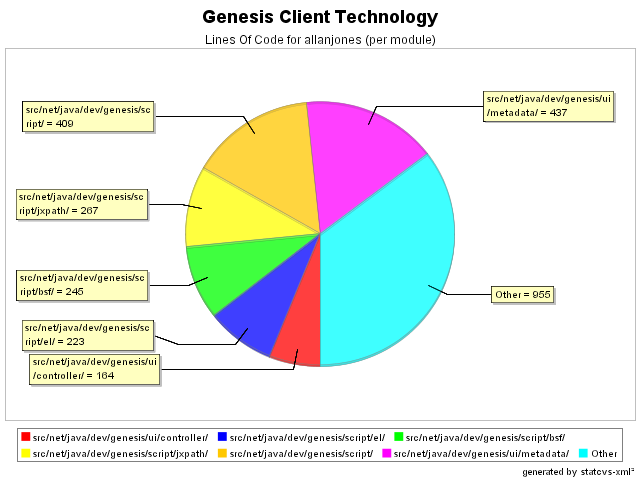 Genesis Client Technology
Lines Of Code for allanjones (per module)
src/net/java/dev/genesis/sc
ript/ = 409
src/net/java/dev/genesis/ui
/metadata/ = 437
src/net/java/dev/genesis/sc
ript/jxpath/ = 267
src/net/java/dev/genesis/sc
ript/bsf/ = 245
Other = 955
src/net/java/dev/genesis/sc
ript/el/ = 223
src/net/java/dev/genesis/ui
/controller/ = 164
src/net/java/dev/genesis/ui/controller/ src/net/java/dev/genesis/script/el/ src/net/java/dev/genesis/script/bsf/
src/net/java/dev/genesis/script/jxpath/ src/net/java/dev/genesis/script/ src/net/java/dev/genesis/ui/metadata/ Other
generated by statcvs-xml²